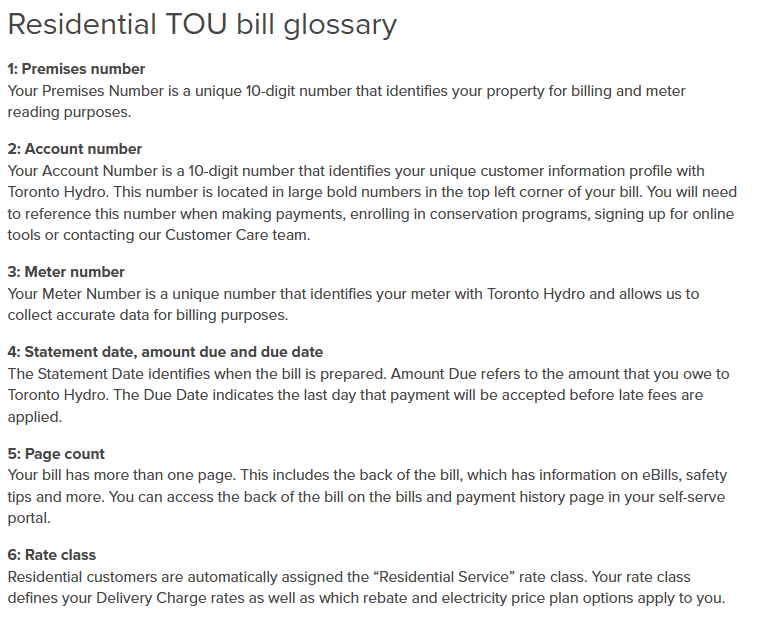 Residential TOU bill glossary
1: Premises number
Your Premises Number is a unique 10-digit number that identifies your property for billing and meter
reading purposes.
2: Account number
Your Account Number is a 10-digit number that identifies your unique customer information profile with
Toronto Hydro. This number is located in large bold numbers in the top left corner of your bill. You will need
to reference this number when making payments, enrolling in conservation programs, signing up for online
tools or contacting our Customer Care team.
3: Meter number
Your Meter Number is a unique number that identifies your meter with Toronto Hydro and allows us to
collect accurate data for billing purposes.
4: Statement date, amount due and due date
The Statement Date identifies when the bill is prepared. Amount Due refers to the amount that you owe to
Toronto Hydro. The Due Date indicates the last day that payment will be accepted before late fees are
applied.
5: Page count
Your bill has more than one page. This includes the back of the bill, which has information on eBills, safety
tips and more. You can access the back of the bill on the bills and payment history page in your self-serve
portal.
6: Rate class
Residential customers are automatically assigned the “Residential Service” rate class. Your rate class
defines your Delivery Charge rates as well as which rebate and electricity price plan options apply to you.